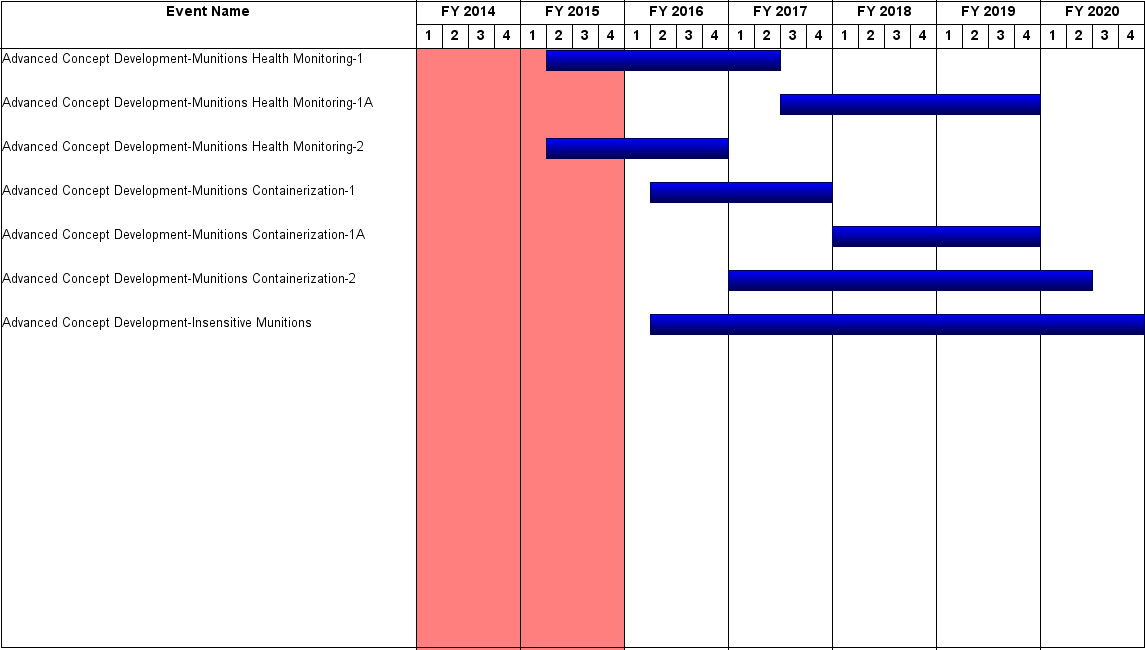 Event Name FY 2014 FY 2015 FY 2016 FY 2017 FY 2018 FY 2019 FY 2020
1 2 3 4 1 2 3 4 1 2 3 4 1 2 3 4 1 2 3 4 1 2 3 4 1 2 3 4
Advanced Concept Development-Munitions Health Monitoring-1
Advanced Concept Development-Munitions Health Monitoring-1A
Advanced Concept Development-Munitions Health Monitoring-2
Advanced Concept Development-Munitions Containerization-1
Advanced Concept Development-Munitions Containerization-1A
Advanced Concept Development-Munitions Containerization-2
Advanced Concept Development-Insensitive Munitions